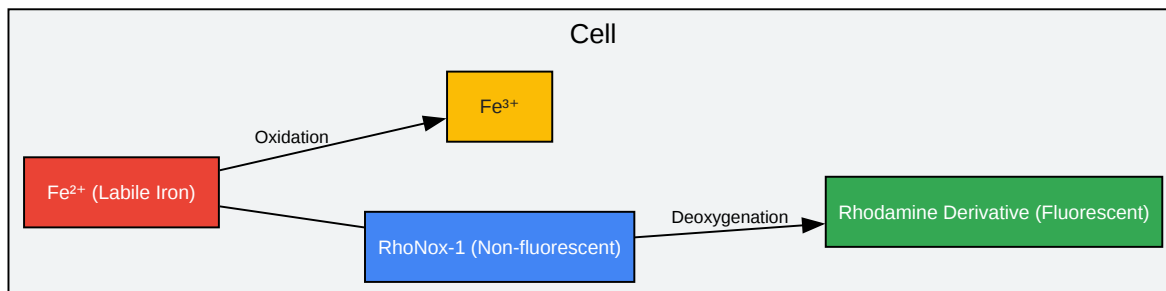 Cell
Fe³⁺
Oxidation
Fe²⁺ (Labile Iron)
RhoNox-1 (Non-fluorescent)
Deoxygenation
Rhodamine Derivative (Fluorescent)